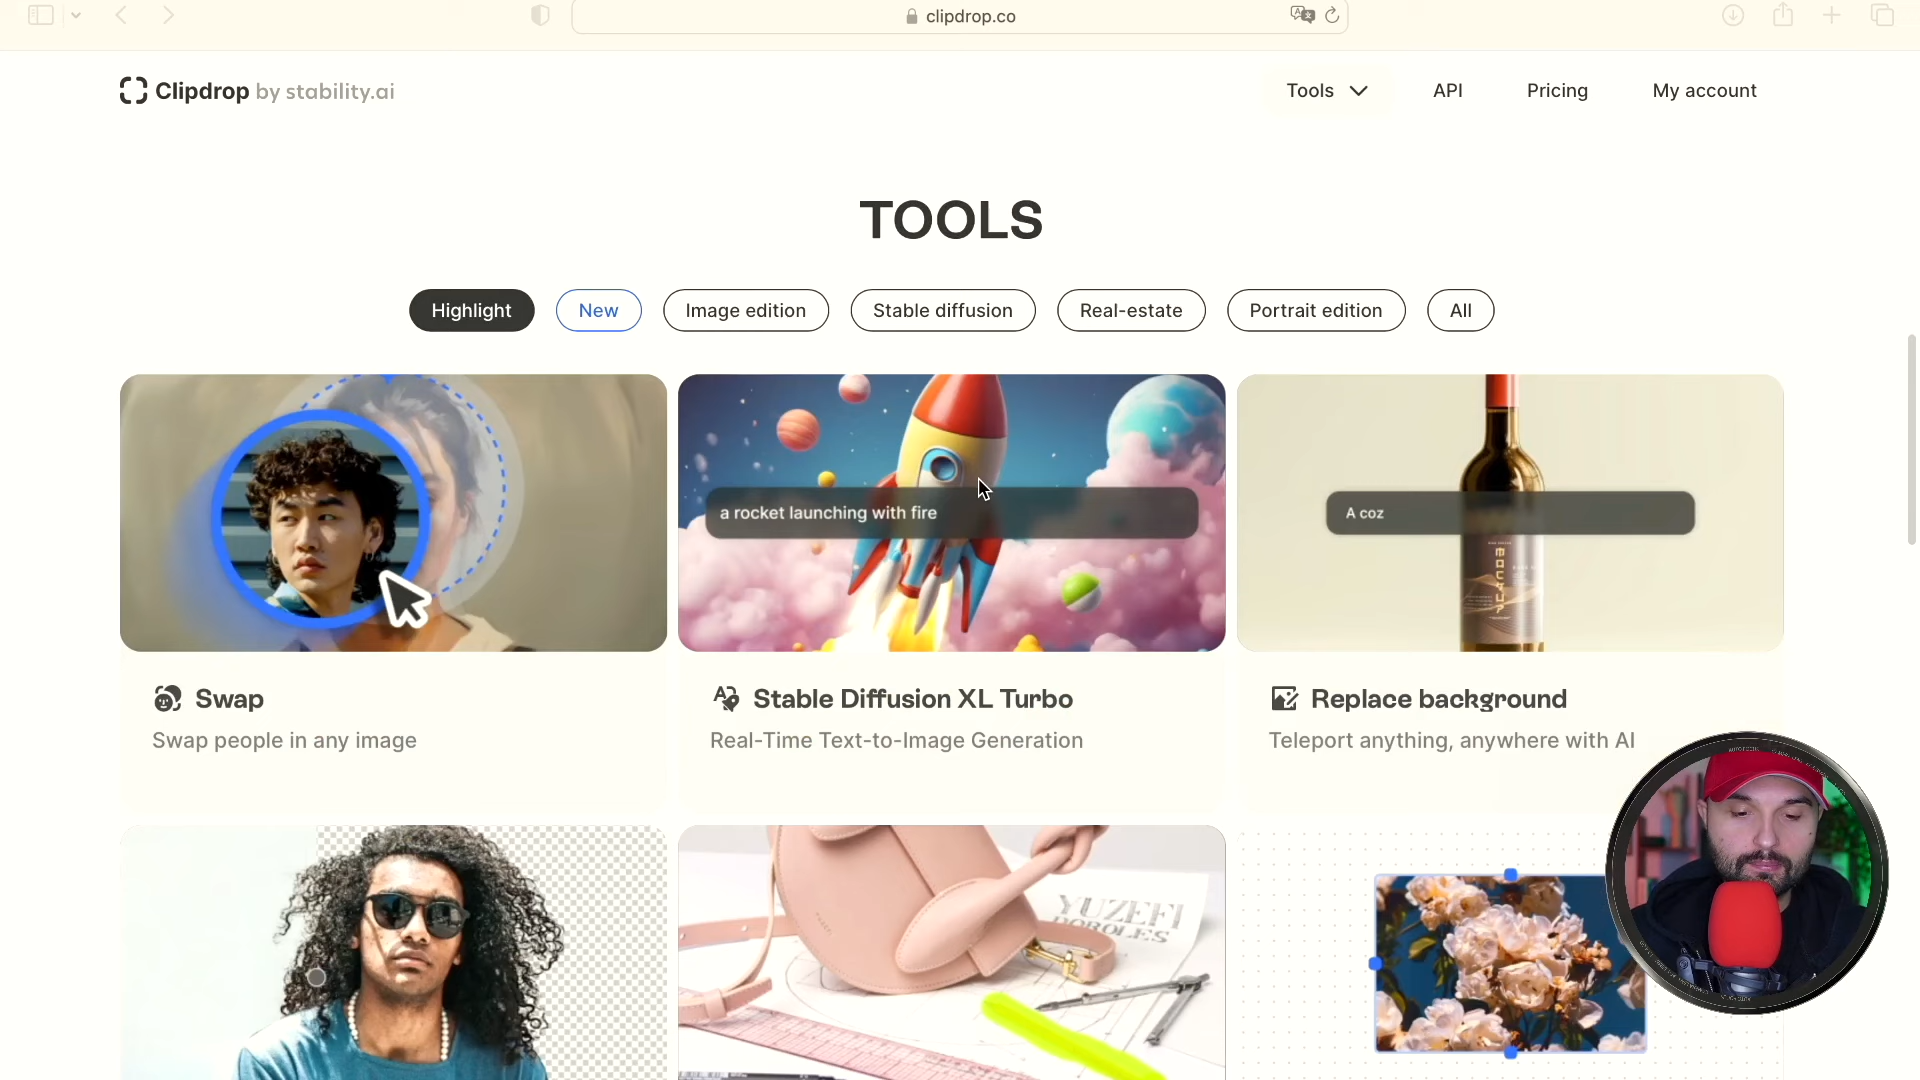 clipdrop.co
Clipdrop by stability.ai
Tools
API
Pricing
My account
TOOLS
Highlight
New
Image edition
Stable diffusion
Real-estate
Portrait edition
All
a rocket launching with fire
A coz
Swap
Swap people in any image
Stable Diffusion XL Turbo
Real-Time Text-to-Image Generation
Replace background
Teleport anything, anywhere with AI
YUZEFI